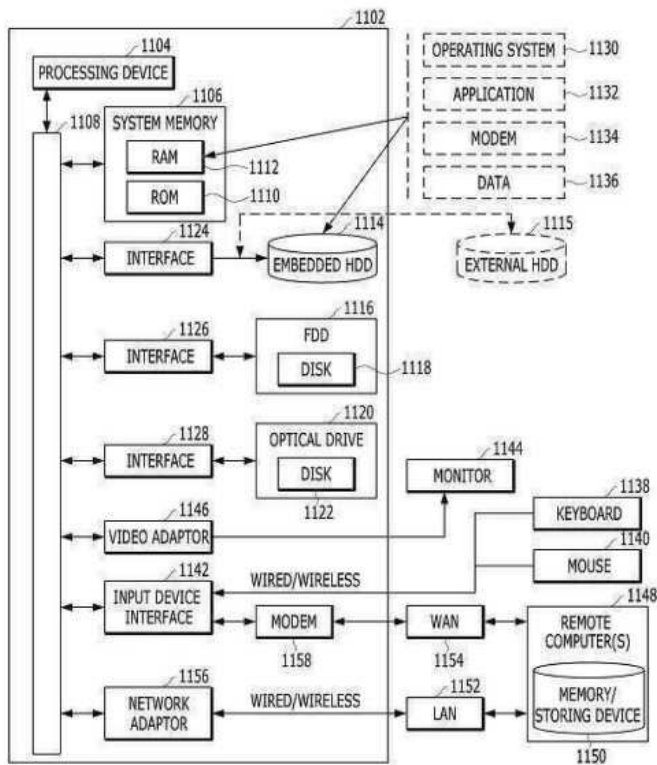 1102
1104
PROCESSING DEVICE
1108
1106
SYSTEM MEMORY
RAM
1112
ROM
1110
OPERATING SYSTEM
1130
APPLICATION
1132
MODEM
1134
DATA
1136
1124
INTERFACE
1114
EMBEDDED HDD
1115
EXTERNAL HDD
1126
INTERFACE
1116
FDD
DISK
1118
1128
INTERFACE
1120
OPTICAL DRIVE
DISK
1122
1144
MONITOR
1146
VIDEO ADAPTOR
1138
KEYBOARD
1140
MOUSE
1142
INPUT DEVICE
INTERFACE
WIRED/WIRELESS
MODEM
1158
WAN
1154
1148
REMOTE
COMPUTER(S)
MEMORY/
STORING DEVICE
1150
1156
NETWORK
ADAPTOR
WIRED/WIRELESS
1152
LAN